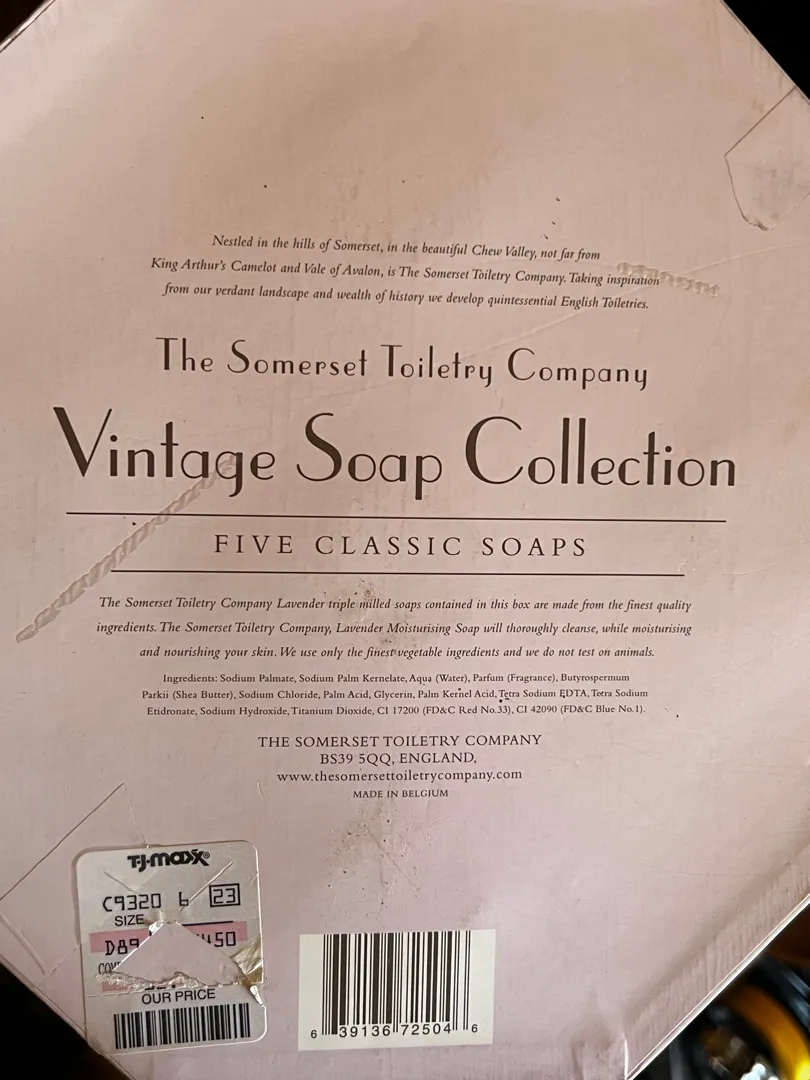 Nestled in the hills of Somerset, in the beautiful Chew Valley, not far from
King Arthur's Camelot and Vale of Avalon, is The Somerset Toiletry Company. Taking inspiration
from our verdant landscape and wealth of history we develop quintessential English Toiletries.
The Somerset Toiletry Company
Vintage Soap Collection
FIVE CLASSIC SOAPS
The Somerset Toiletry Company Lavender triple milled soaps contained in this box are made from the finest quality
ingredients. The Somerset Toiletry Company, Lavender Moisturising Soap will thoroughly cleanse, while moisturising
and nourishing your skin. We use only the finest vegetable ingredients and we do not test on animals.
Ingredients: Sodium Palmate, Sodium Palm Kernelate, Aqua (Water), Parfum (Fragrance), Butyrospermum
Parkii (Shea Butter), Sodium Chloride, Palm Acid, Glycerin, Palm Kernel Acid, Tetra Sodium EDTA, Tetra Sodium
Etidronate, Sodium Hydroxide, Titanium Dioxide, CI 17200 (FD&C Red No.33), CI 42090 (FD&C Blue No.1).
THE SOMERSET TOILETRY COMPANY
BS39 5QQ, ENGLAND,
www.thesomersettoiletrycompany.com
MADE IN BELGIUM
T·J·maxx®
C9320 6 23
SIZE
OUR PRICE
6 39136 72504 6